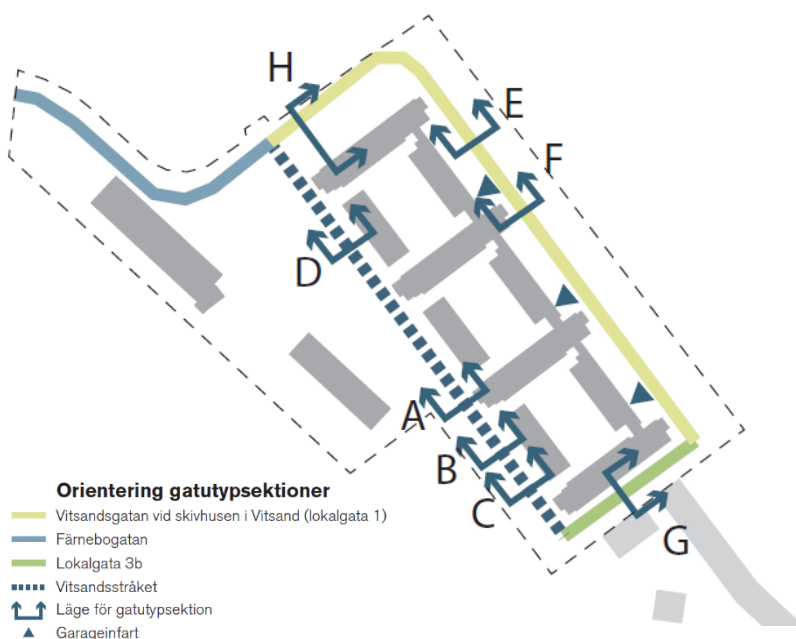 H
E
F
D
A
B
C
G
Orientering gatutypsektioner
Vitsandsgatan vid skivhusen i Vitsand (lokalgata 1)
Färnebogatan
Lokalgata 3b
Vitsandsstråket
Läge för gatutypsektion
Garageinfart